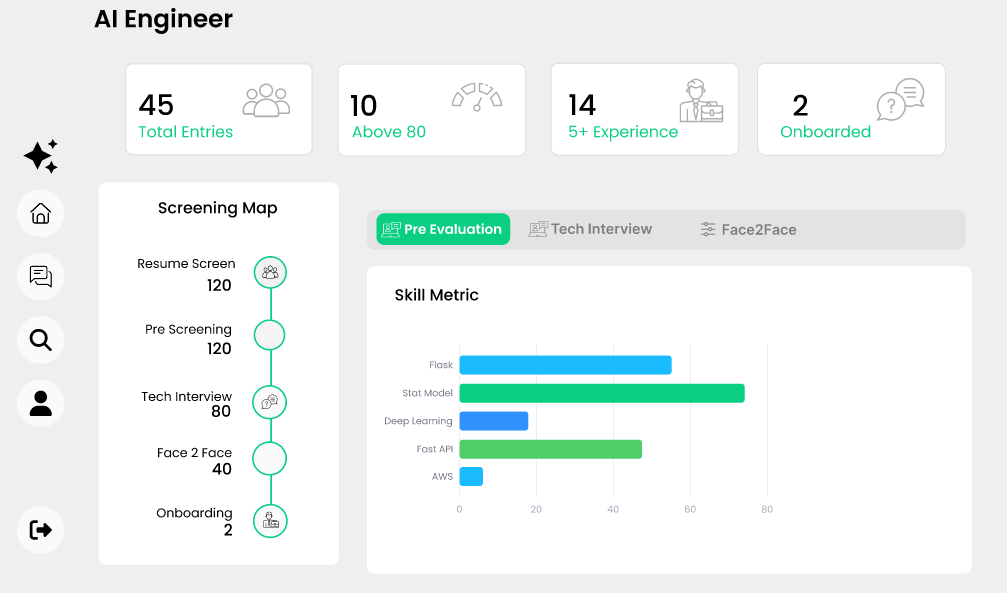 AI Engineer
45
Total Entries
10
Above 80
14
5+ Experience
2
Onboarded
?
Screening Map
Resume Screen
120
Pre Screening
120
Tech Interview
80
?
Face 2 Face
40
Onboarding
2
Pre Evaluation
Tech Interview
Face2Face
Skill Metric
Flask
Stat Model
Deep Learning
Fast API
AWS
0 20 40 60 80